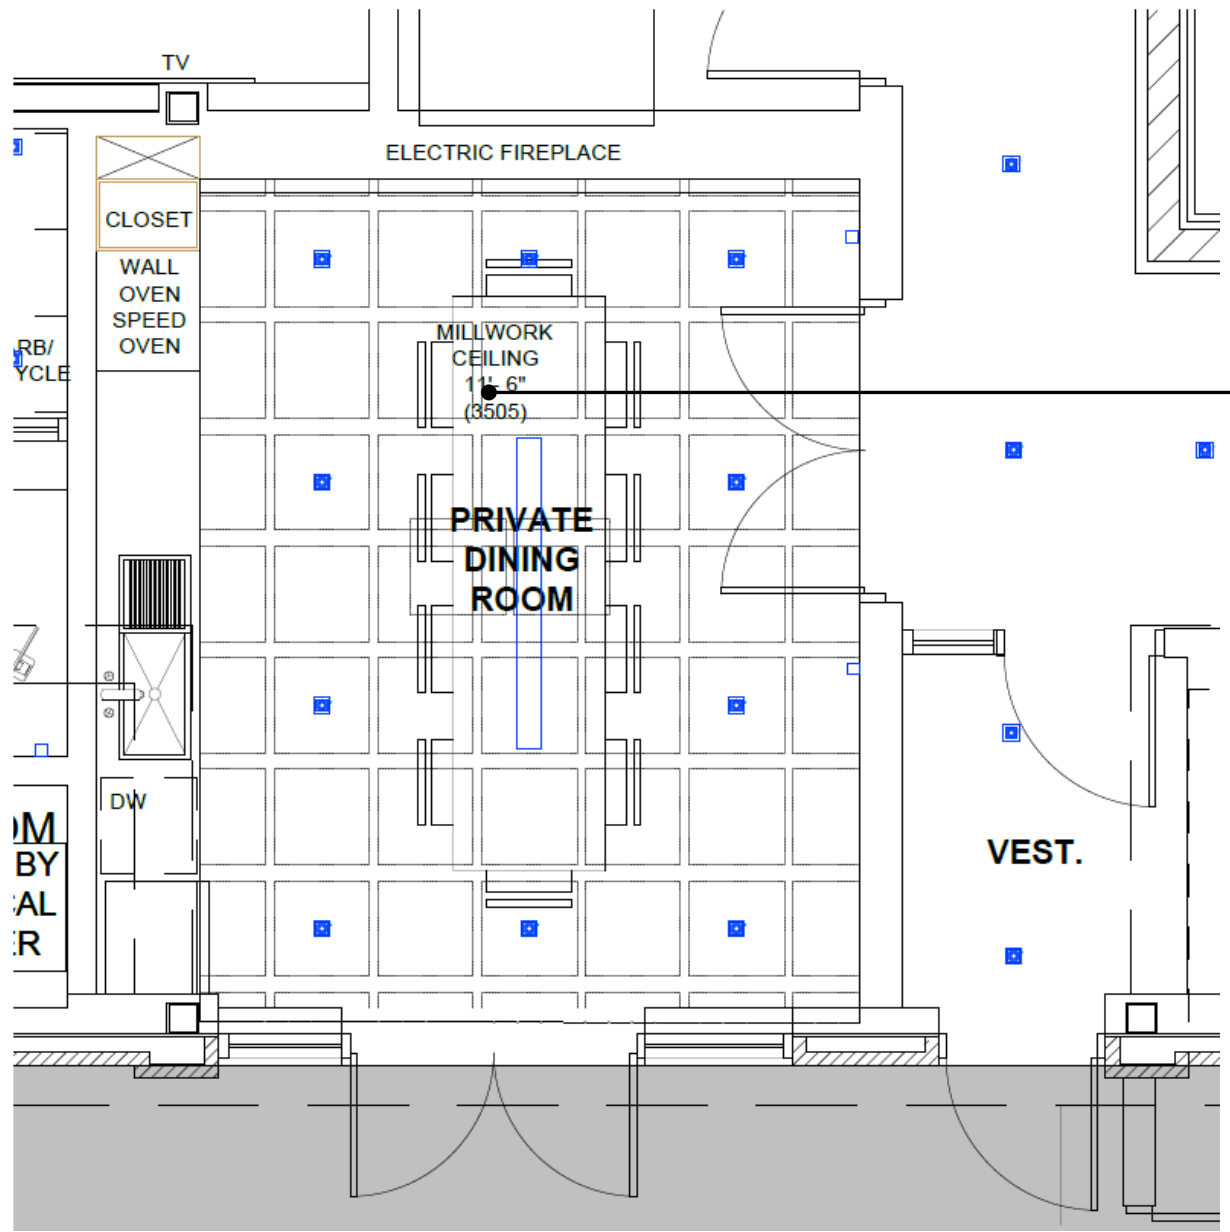 TV
ELECTRIC FIREPLACE
CLOSET
WALL
OVEN
SPEED
OVEN
RB/
YCLE
MILLWORK
CEILING
11'- 6"
(3505)
PRIVATE
DINING
ROOM
DW
OM
BY
CAL
ER
VEST.